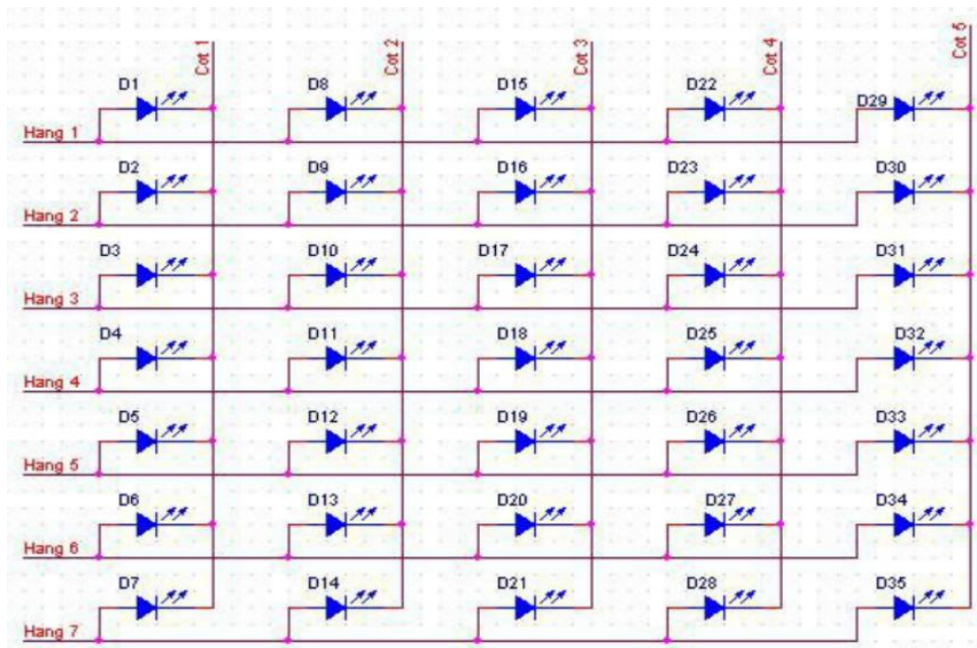 Cot 1 Cot 2 Cot 3 Cot 4 Cot 5
D1 D8 D15 D22 D29
Hang 1
D2 D9 D16 D23 D30
Hang 2
D3 D10 D17 D24 D31
Hang 3
D4 D11 D18 D25 D32
Hang 4
D5 D12 D19 D26 D33
Hang 5
D6 D13 D20 D27 D34
Hang 6
D7 D14 D21 D28 D35
Hang 7